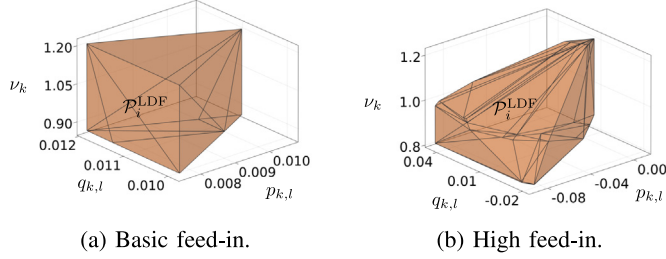 1.20
1.05
0.90
ν_k
𝒫_i^LDF
0.012
0.011
0.010
q_{k,l}
0.008
0.009
0.010
p_{k,l}
(a) Basic feed-in.
1.2
1.0
0.8
ν_k
𝒫_i^LDF
0.04
0.01
-0.02
q_{k,l}
-0.08
-0.04
0.00
p_{k,l}
(b) High feed-in.